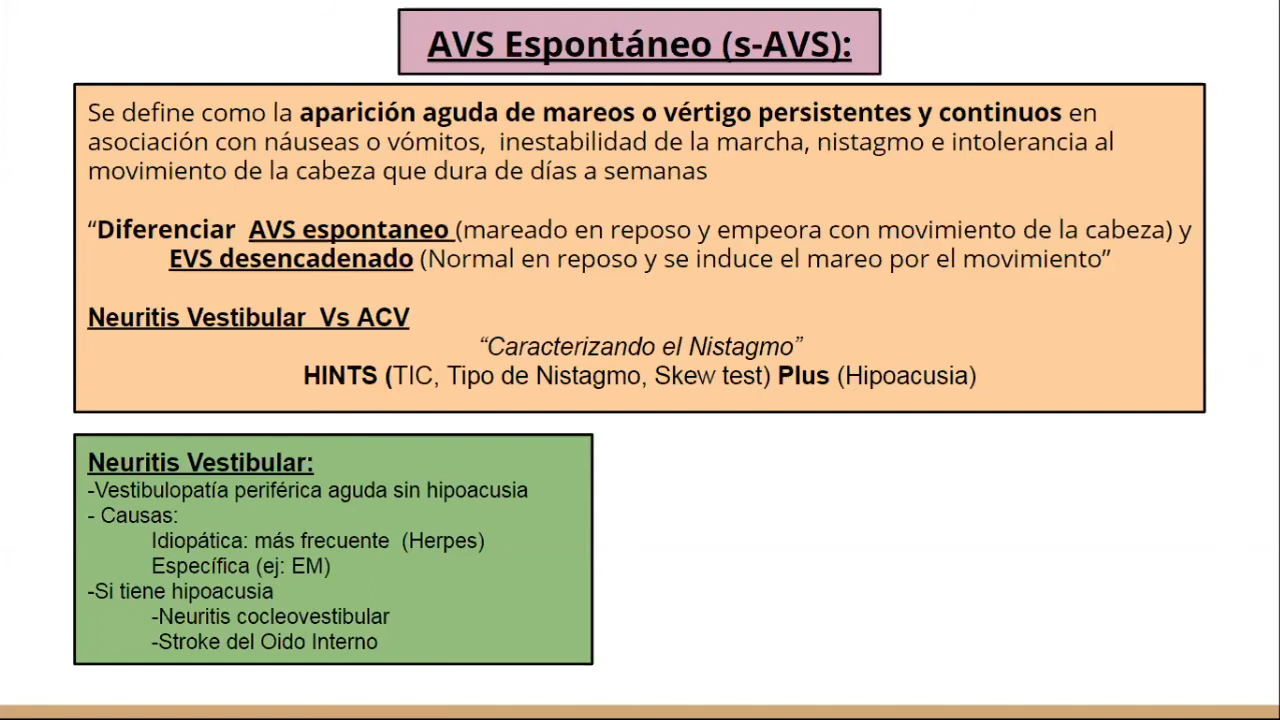 AVS Espontáneo (s-AVS):
Se define como la aparición aguda de mareos o vértigo persistentes y continuos en
asociación con náuseas o vómitos, inestabilidad de la marcha, nistagmo e intolerancia al
movimiento de la cabeza que dura de días a semanas
“Diferenciar AVS espontaneo (mareado en reposo y empeora con movimiento de la cabeza) y
EVS desencadenado (Normal en reposo y se induce el mareo por el movimiento”
Neuritis Vestibular Vs ACV
“Caracterizando el Nistagmo”
HINTS (TIC, Tipo de Nistagmo, Skew test) Plus (Hipoacusia)
Neuritis Vestibular:
-Vestibulopatía periférica aguda sin hipoacusia
- Causas:
Idiopática: más frecuente (Herpes)
Específica (ej: EM)
-Si tiene hipoacusia
-Neuritis cocleovestibular
-Stroke del Oido Interno